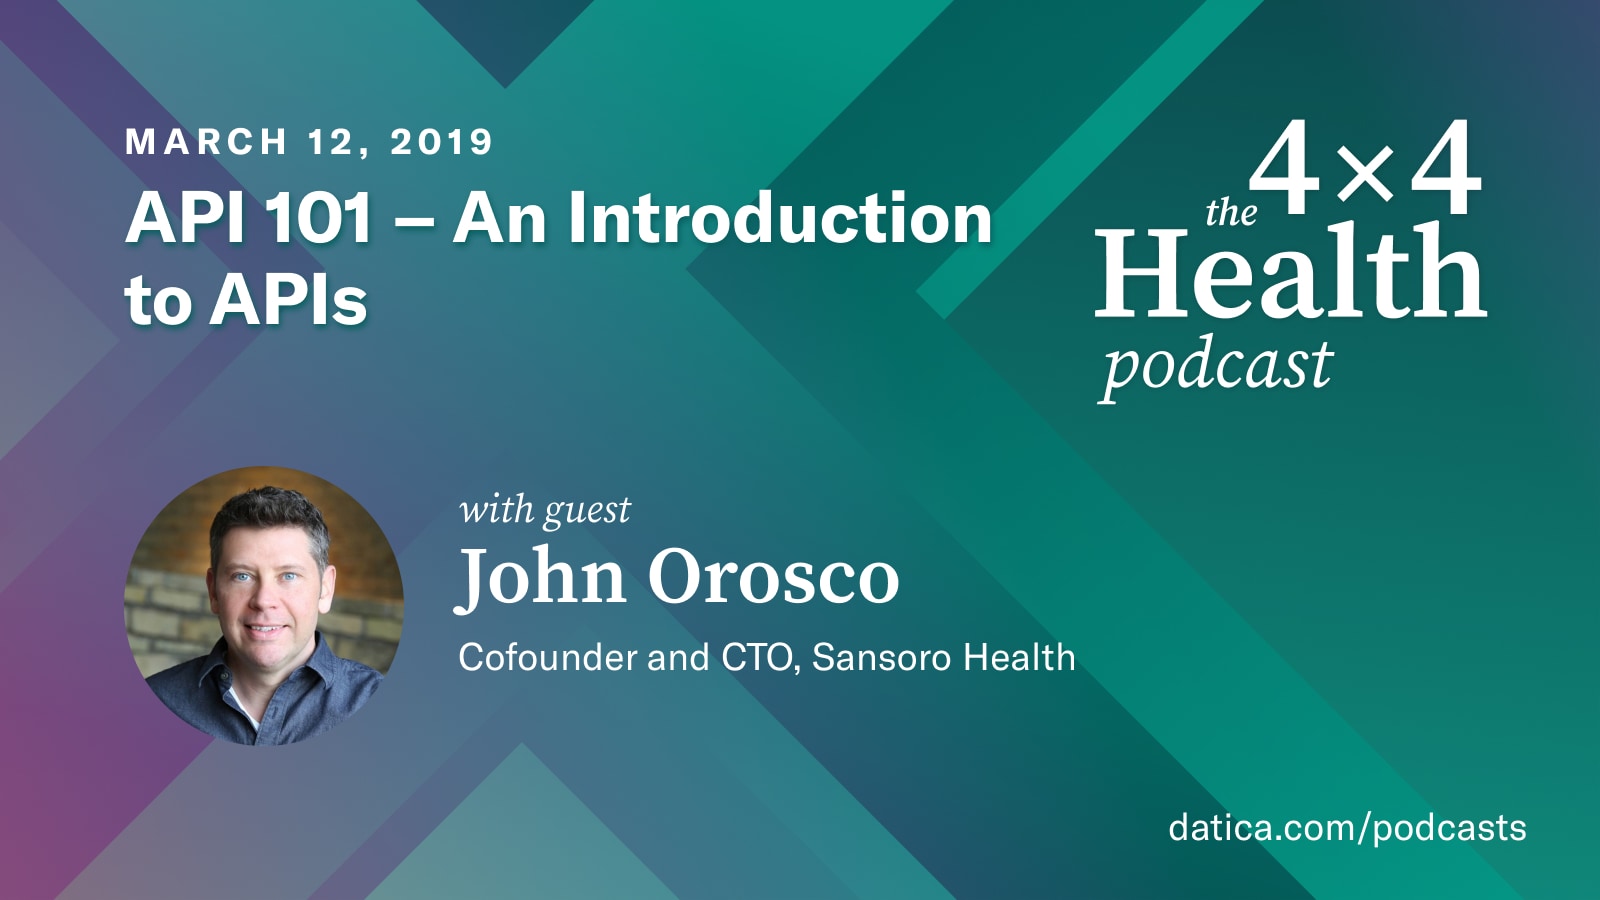 MARCH 12, 2019
API 101 – An Introduction
to APIs
the 4×4
Health
podcast
with guest
John Orosco
Cofounder and CTO, Sansoro Health
datica.com/podcasts